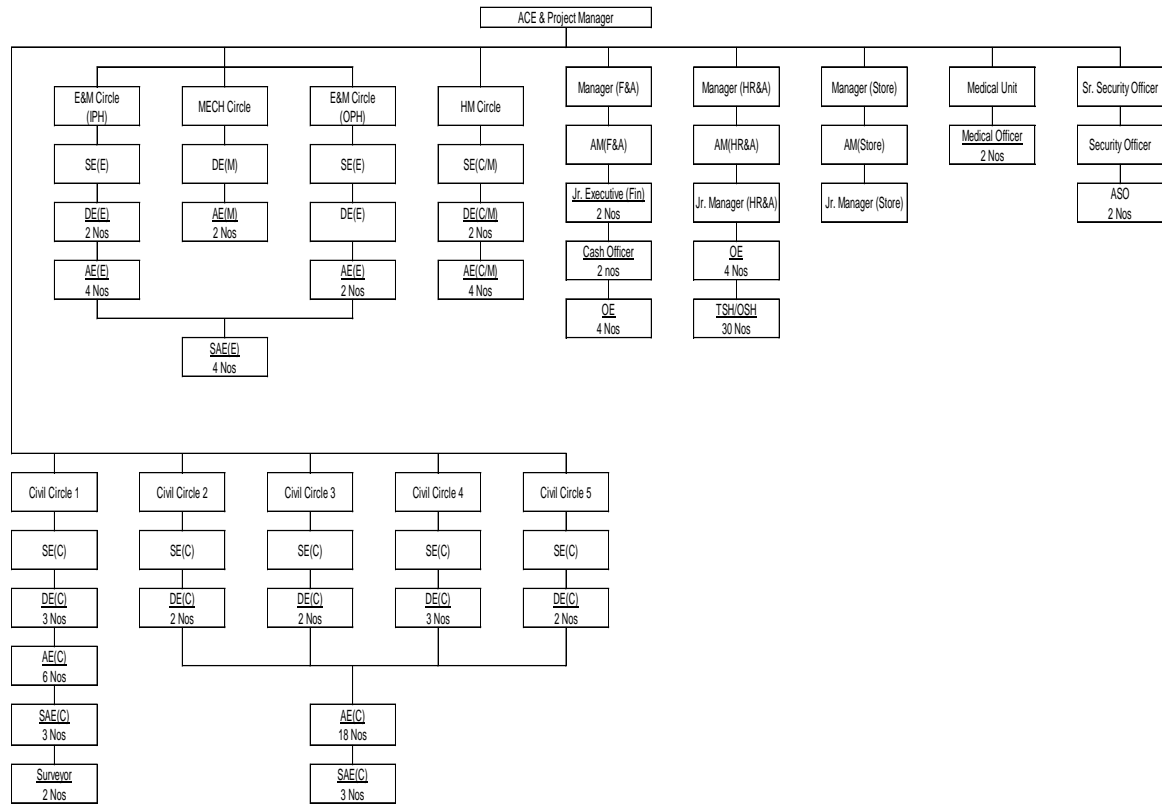 ACE & Project Manager
E&M Circle
(IPH)
MECH Circle
E&M Circle
(OPH)
HM Circle
Manager (F&A)
Manager (HR&A)
Manager (Store)
Medical Unit
Sr. Security Officer
SE(E)
DE(M)
SE(E)
SE(C/M)
AM(F&A)
AM(HR&A)
AM(Store)
Medical Officer
2 Nos
Security Officer
DE(E)
2 Nos
AE(M)
2 Nos
DE(E)
DE(C/M)
2 Nos
Jr. Executive (Fin)
2 Nos
Jr. Manager (HR&A)
Jr. Manager (Store)
ASO
2 Nos
AE(E)
4 Nos
AE(E)
2 Nos
AE(C/M)
4 Nos
Cash Officer
2 nos
OE
4 Nos
OE
4 Nos
TSH/OSH
30 Nos
SAE(E)
4 Nos
Civil Circle 1
Civil Circle 2
Civil Circle 3
Civil Circle 4
Civil Circle 5
SE(C)
SE(C)
SE(C)
SE(C)
SE(C)
DE(C)
3 Nos
DE(C)
2 Nos
DE(C)
2 Nos
DE(C)
3 Nos
DE(C)
2 Nos
AE(C)
6 Nos
SAE(C)
3 Nos
AE(C)
18 Nos
Surveyor
2 Nos
SAE(C)
3 Nos